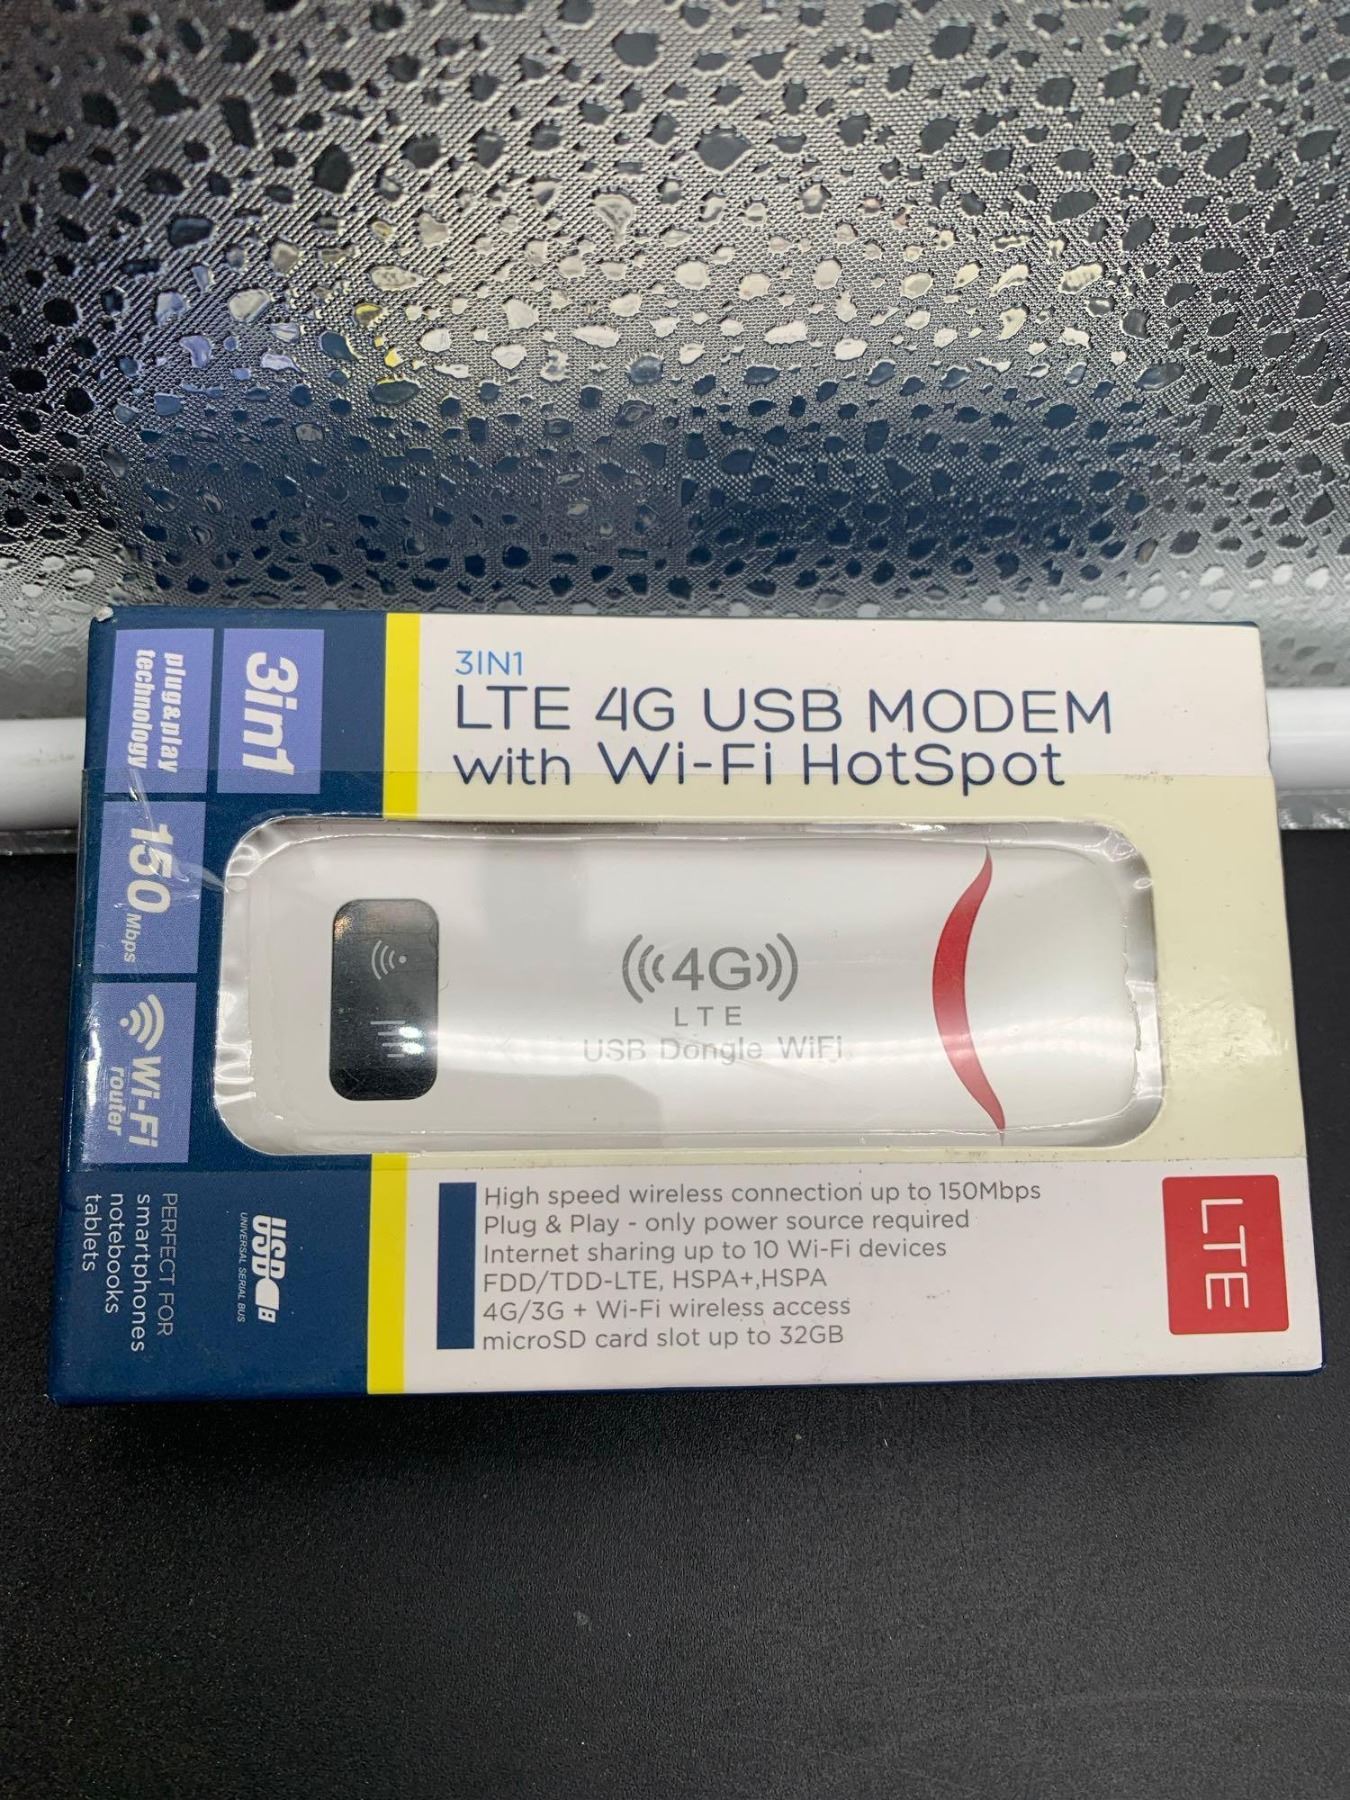 3IN1
LTE 4G USB MODEM
with Wi-Fi HotSpot
3in1
plug&play
technology
150 Mbps
Wi-Fi
router
PERFECT FOR
smartphones
notebooks
tablets
USB
UNIVERSAL SERIAL BUS
4G
LTE
USB Dongle WiFi
High speed wireless connection up to 150Mbps
Plug & Play - only power source required
Internet sharing up to 10 Wi-Fi devices
FDD/TDD-LTE, HSPA+,HSPA
4G/3G + Wi-Fi wireless access
microSD card slot up to 32GB
LTE